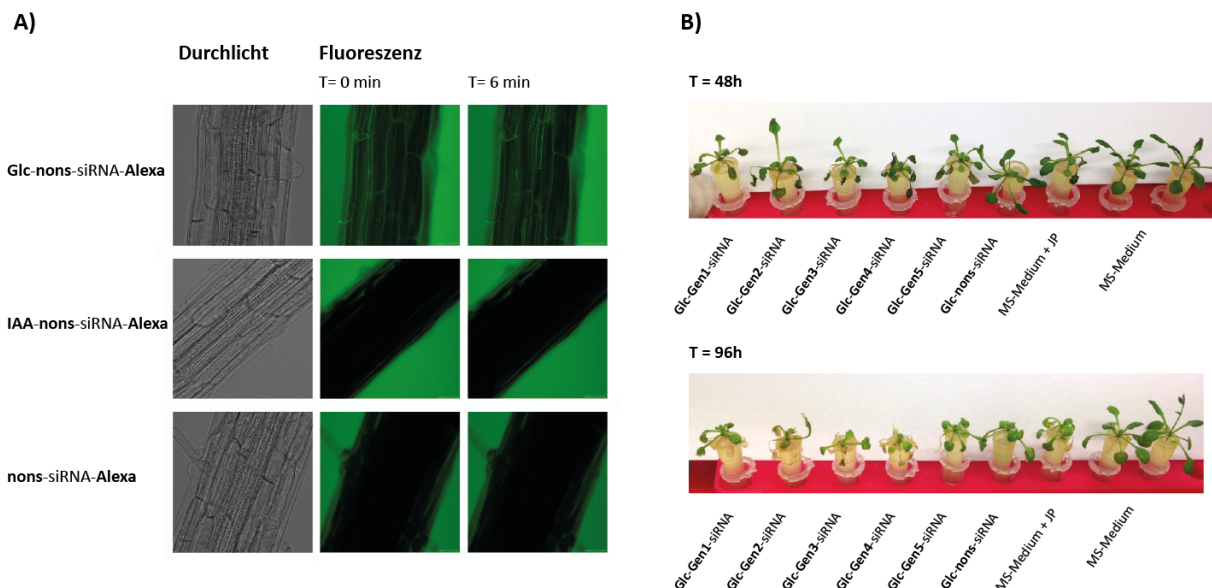 A)
Durchlicht
Fluoreszenz
T= 0 min
T= 6 min
Glc-nons-siRNA-Alexa
IAA-nons-siRNA-Alexa
nons-siRNA-Alexa
B)
T = 48h
Glc-Gen1-siRNA
Glc-Gen2-siRNA
Glc-Gen3-siRNA
Glc-Gen4-siRNA
Glc-Gen5-siRNA
Glc-nons-siRNA
MS-Medium + JP
MS-Medium
T = 96h
Glc-Gen1-siRNA
Glc-Gen2-siRNA
Glc-Gen3-siRNA
Glc-Gen4-siRNA
Glc-Gen5-siRNA
Glc-nons-siRNA
MS-Medium + JP
MS-Medium